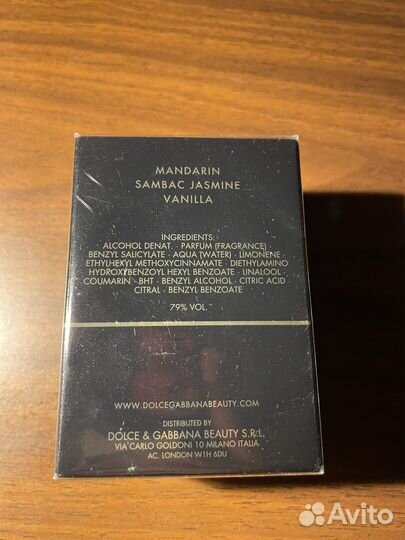 MANDARIN
SAMBAC JASMINE
VANILLA
INGREDIENTS:
ALCOHOL DENAT. · PARFUM (FRAGRANCE) ·
BENZYL SALICYLATE · AQUA (WATER) · LIMONENE ·
ETHYLHEXYL METHOXYCINNAMATE · DIETHYLAMINO
HYDROXYBENZOYL HEXYL BENZOATE · LINALOOL ·
COUMARIN · BHT · BENZYL ALCOHOL · CITRIC ACID ·
CITRAL · BENZYL BENZOATE
79% VOL.
WWW.DOLCEGABBANABEAUTY.COM
DISTRIBUTED BY
DOLCE & GABBANA BEAUTY S.R.L.
VIA CARLO GOLDONI 10 MILANO ITALIA
AC. LONDON W1H 6DU
Avito